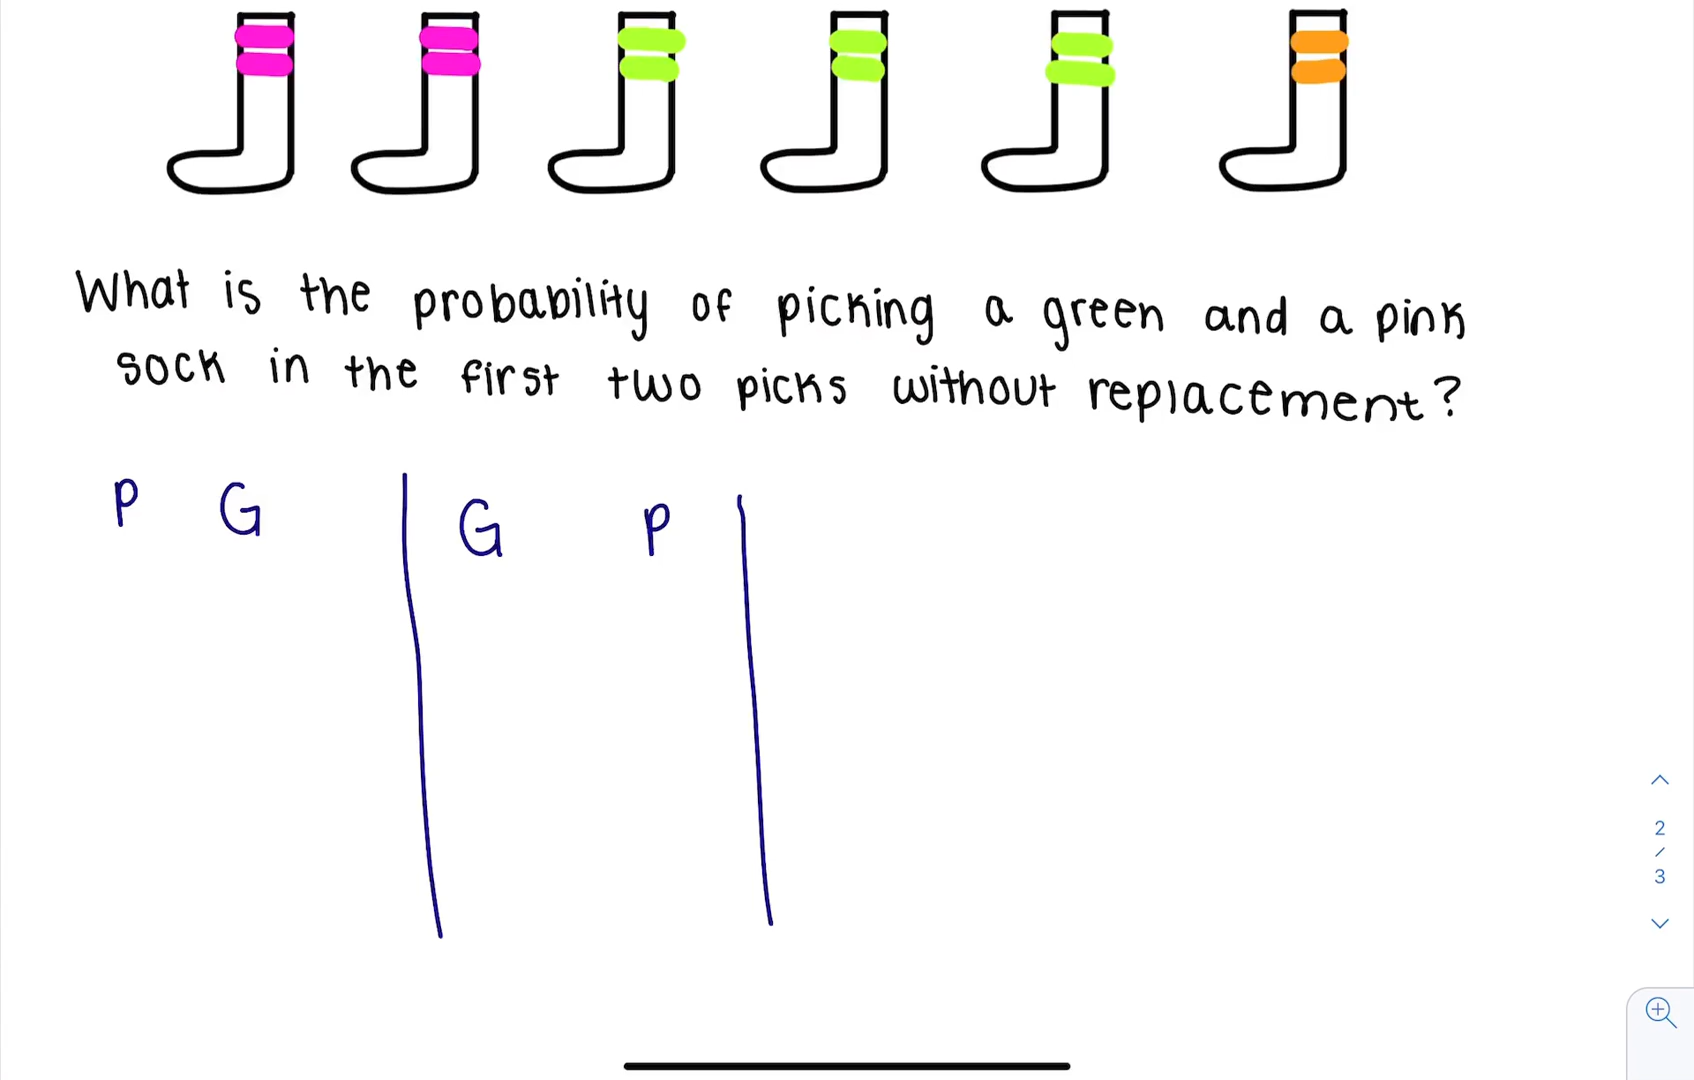 What is the probability of picking a green and a pink
sock in the first two picks without replacement?
P G G P
2
/
3